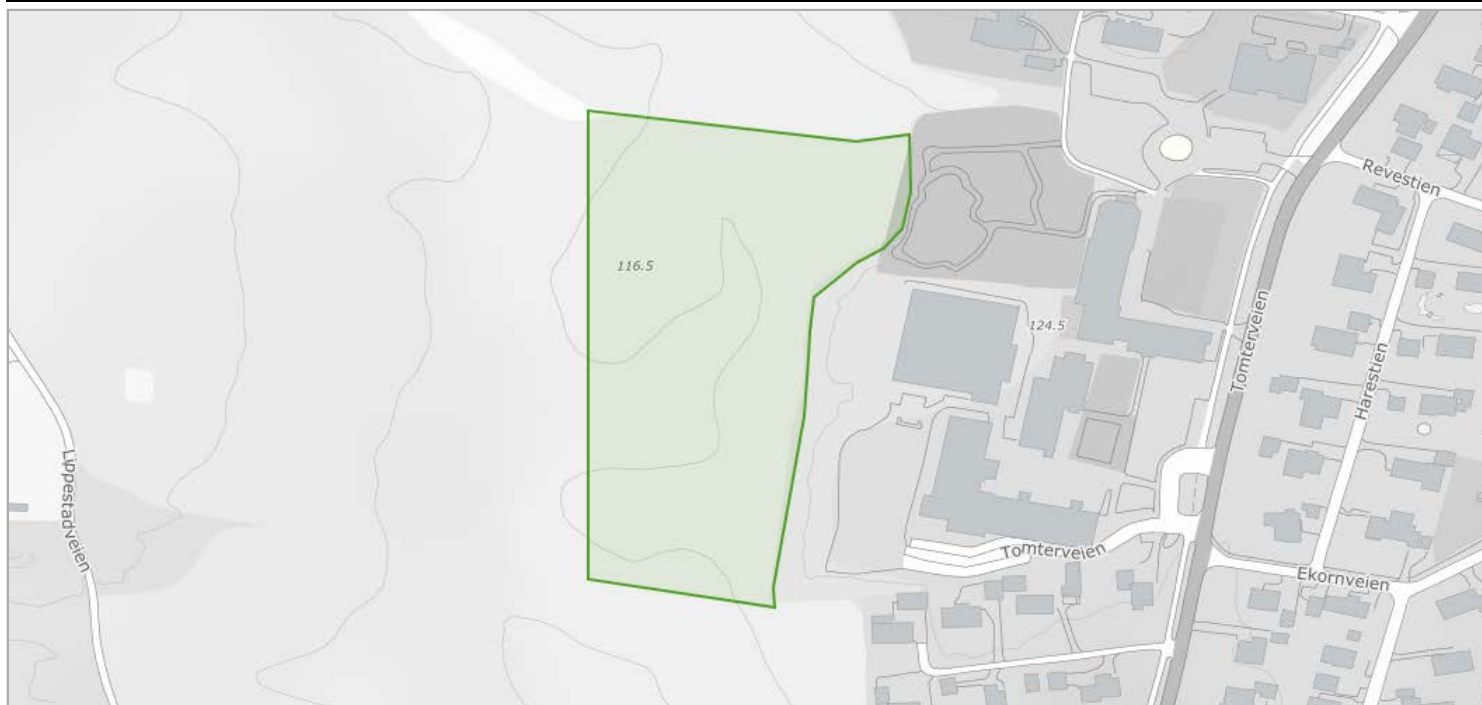 Revestien
116.5
124.5
Tomterveien
Harestien
Lippestadveien
Tomterveien
Ekornveien